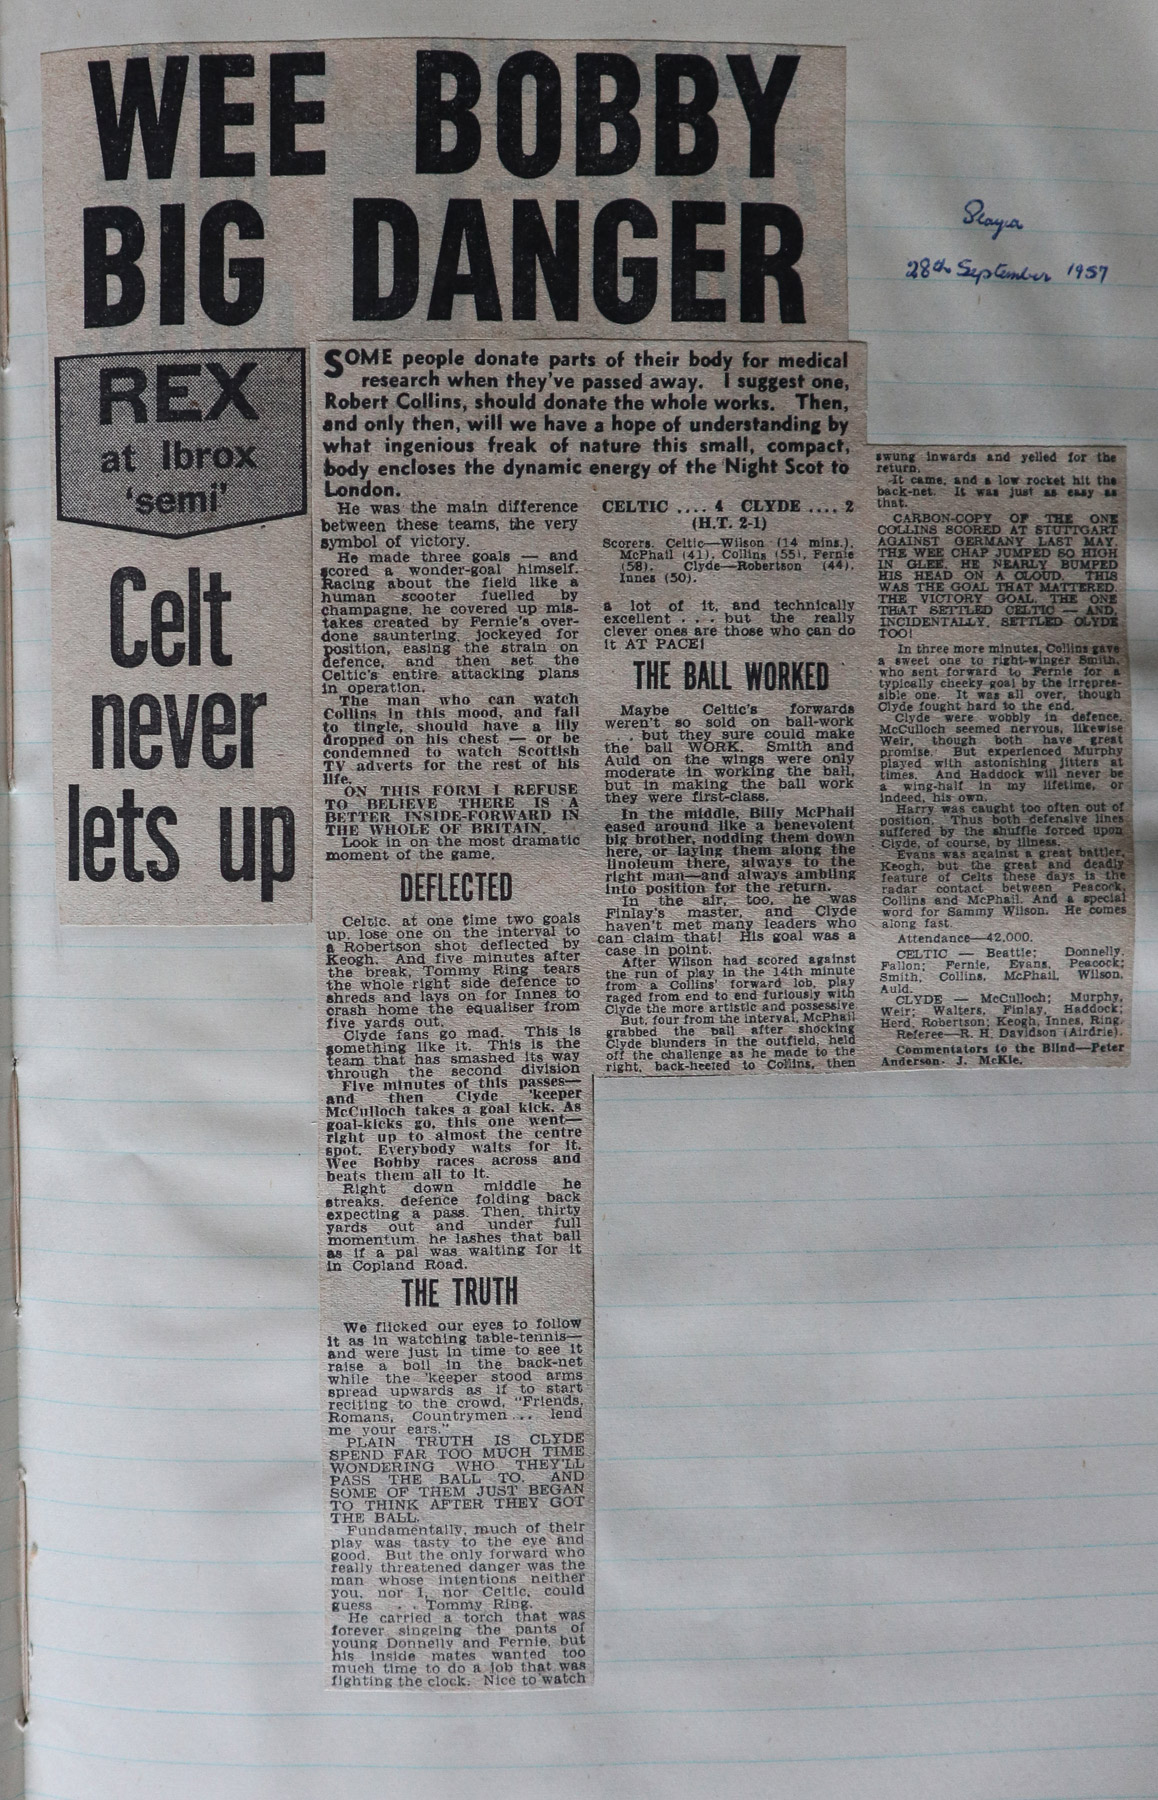 WEE BOBBY
BIG DANGER
Played
28th September 1957
REX
at Ibrox
'semi'
Celt
never
lets up
SOME people donate parts of their body for medical
research when they've passed away. I suggest one,
Robert Collins, should donate the whole works. Then,
and only then, will we have a hope of understanding by
what ingenious freak of nature this small, compact,
body encloses the dynamic energy of the Night Scot to
London.
He was the main difference
between these teams, the very
symbol of victory.
He made three goals — and
scored a wonder-goal himself.
Racing about the field like a
human scooter fuelled by
champagne, he covered up mis-
takes created by Fernie's over-
done sauntering, jockeyed for
position, easing the strain on
defence, and then set the
Celtic's entire attacking plans
in operation.
The man who can watch
Collins in this mood, and fail
to tingle, should have a lily
dropped on his chest — or be
condemned to watch Scottish
TV adverts for the rest of his
life.
ON THIS FORM I REFUSE
TO BELIEVE THERE IS A
BETTER INSIDE-FORWARD IN
THE WHOLE OF BRITAIN.
Look in on the most dramatic
moment of the game.
DEFLECTED
Celtic, at one time two goals
up, lose one on the interval to
a Robertson shot deflected by
Keogh. And five minutes after
the break, Tommy Ring tears
the whole right side defence to
shreds and lays on for Innes to
crash home the equaliser from
five yards out.
Clyde fans go mad. This is
something like it. This is the
team that has smashed its way
through the second division
Five minutes of this passes—
and then Clyde 'keeper
McCulloch takes a goal kick. As
goal-kicks go, this one went—
right up to almost the centre
spot. Everybody waits for it.
Wee Bobby races across and
beats them all to it.
Right down middle he
streaks, defence folding back
expecting a pass. Then, thirty
yards out and under full
momentum, he lashes that ball
as if a pal was waiting for it
in Copland Road.
THE TRUTH
We flicked our eyes to follow
it as in watching table-tennis—
and were just in time to see it
raise a boil in the back-net
while the 'keeper stood arms
spread upwards as if to start
reciting to the crowd, "Friends,
Romans, Countrymen .. lend
me your ears."
PLAIN TRUTH IS CLYDE
SPEND FAR TOO MUCH TIME
WONDERING WHO THEY'LL
PASS THE BALL TO. AND
SOME OF THEM JUST BEGAN
TO THINK AFTER THEY GOT
THE BALL.
Fundamentally, much of their
play was tasty to the eye and
good. But the only forward who
really threatened danger was the
man whose intentions neither
you, nor I, nor Celtic, could
guess . . Tommy Ring.
He carried a torch that was
forever singeing the pants of
young Donnelly and Fernie, but
his inside mates wanted too
much time to do a job that was
fighting the clock. Nice to watch
CELTIC .... 4 CLYDE .... 2
(H.T. 2-1)
Scorers, Celtic—Wilson (14 mins.),
McPhail (41), Collins (55), Fernie
(58). Clyde—Robertson (44),
Innes (50).
a lot of it, and technically
excellent . . . but the really
clever ones are those who can do
it AT PACE!
THE BALL WORKED
Maybe Celtic's forwards
weren't so sold on ball-work
. . but they sure could make
the ball WORK. Smith and
Auld on the wings were only
moderate in working the ball,
but in making the ball work
they were first-class.
In the middle, Billy McPhail
eased around like a benevolent
big brother, nodding them down
here, or laying them along the
linoleum there, always to the
right man—and always ambling
into position for the return.
In the air, too, he was
Finlay's master, and Clyde
haven't met many leaders who
can claim that! His goal was a
case in point.
After Wilson had scored against
the run of play in the 14th minute
from a Collins' forward lob, play
raged from end to end furiously with
Clyde the more artistic and possessive
But, four from the interval, McPhail
grabbed the ball after shocking
Clyde blunders in the outfield, held
off the challenge as he made to the
right, back-heeled to Collins, then
swung inwards and yelled for the
return.
It came, and a low rocket hit the
back-net. It was just as easy as
that.
CARBON-COPY OF THE ONE
COLLINS SCORED AT STUTTGART
AGAINST GERMANY LAST MAY.
THE WEE CHAP JUMPED SO HIGH
IN GLEE, HE NEARLY BUMPED
HIS HEAD ON A CLOUD. THIS
WAS THE GOAL THAT MATTERED.
THE VICTORY GOAL, THE ONE
THAT SETTLED CELTIC — AND,
INCIDENTALLY, SETTLED CLYDE
TOO!
In three more minutes, Collins gave
a sweet one to right-winger Smith,
who sent forward to Fernie for a
typically cheeky goal by the irrepres-
sible one. It was all over, though
Clyde fought hard to the end.
Clyde were wobbly in defence.
McCulloch seemed nervous, likewise
Weir, though both have great
promise. But experienced Murphy
played with astonishing jitters at
times. And Haddock will never be
a wing-half in my lifetime, or
indeed, his own.
Harry was caught too often out of
position. Thus both defensive lines
suffered by the shuffle forced upon
Clyde, of course, by illness.
Evans was against a great battler,
Keogh, but the great and deadly
feature of Celts these days is the
radar contact between Peacock,
Collins and McPhail. And a special
word for Sammy Wilson. He comes
along fast.
Attendance—42,000.
CELTIC — Beattie; Donnelly,
Fallon; Fernie, Evans, Peacock;
Smith, Collins, McPhail, Wilson,
Auld.
CLYDE — McCulloch; Murphy,
Weir; Walters, Finlay, Haddock;
Herd, Robertson; Keogh, Innes, Ring.
Referee—R. H. Davidson (Airdrie).
Commentators to the Blind—Peter
Anderson. J. McKie.